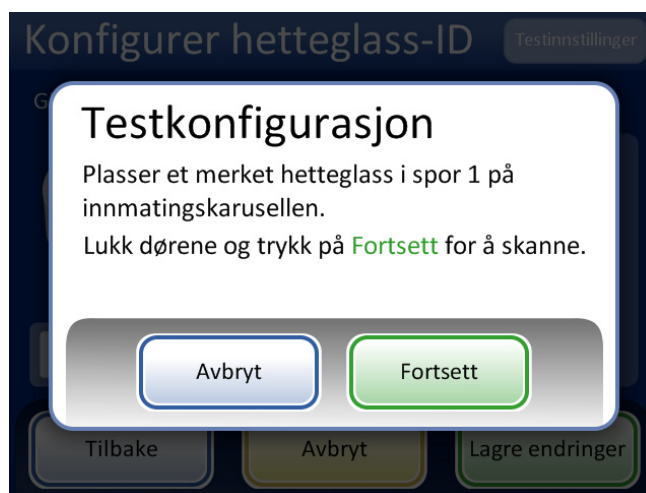 Konfigurer hetteglass-ID
Testinnstillinger
G
Testkonfigurasjon
Plasser et merket hetteglass i spor 1 på
innmatingskarusellen.
Lukk dørene og trykk på Fortsett for å skanne.
Avbryt
Fortsett
Tilbake
Avbryt
Lagre endringer